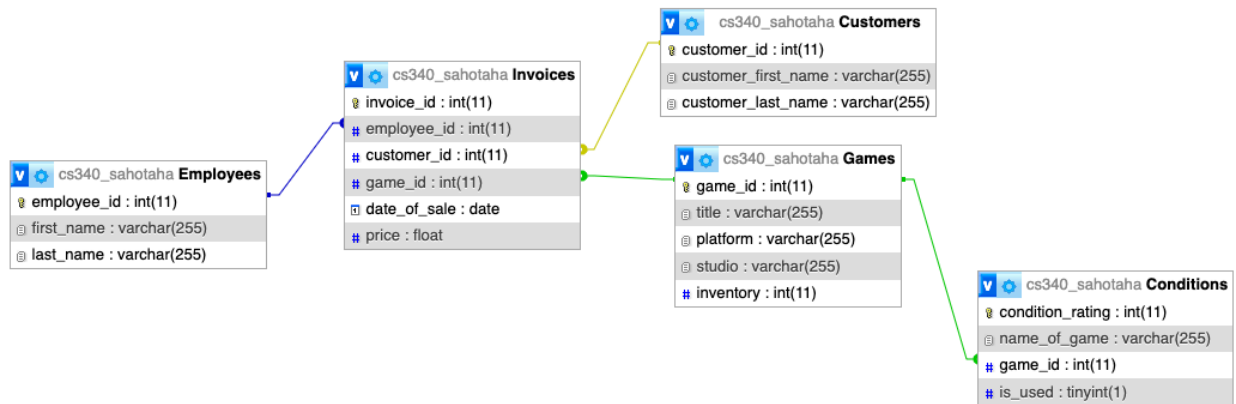 cs340_sahotaha Employees
employee_id : int(11)
first_name : varchar(255)
last_name : varchar(255)
cs340_sahotaha Invoices
invoice_id : int(11)
employee_id : int(11)
customer_id : int(11)
game_id : int(11)
date_of_sale : date
price : float
cs340_sahotaha Customers
customer_id : int(11)
customer_first_name : varchar(255)
customer_last_name : varchar(255)
cs340_sahotaha Games
game_id : int(11)
title : varchar(255)
platform : varchar(255)
studio : varchar(255)
inventory : int(11)
cs340_sahotaha Conditions
condition_rating : int(11)
name_of_game : varchar(255)
game_id : int(11)
is_used : tinyint(1)